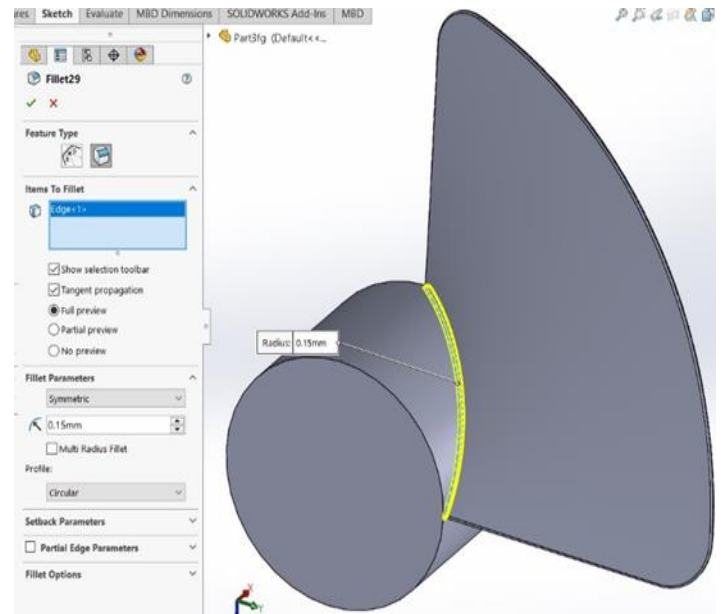 res Sketch Evaluate MBD Dimensions SOLIDWORKS Add-Ins MBD
Part3fg (Default<<...
Fillet29
Feature Type
Items To Fillet
Edge<1>
Show selection toolbar
Tangent propagation
Full preview
Partial preview
No preview
Radius: 0.15mm
Fillet Parameters
Symmetric
0.15mm
Multi Radius Fillet
Profile:
Circular
Setback Parameters
Partial Edge Parameters
Fillet Options